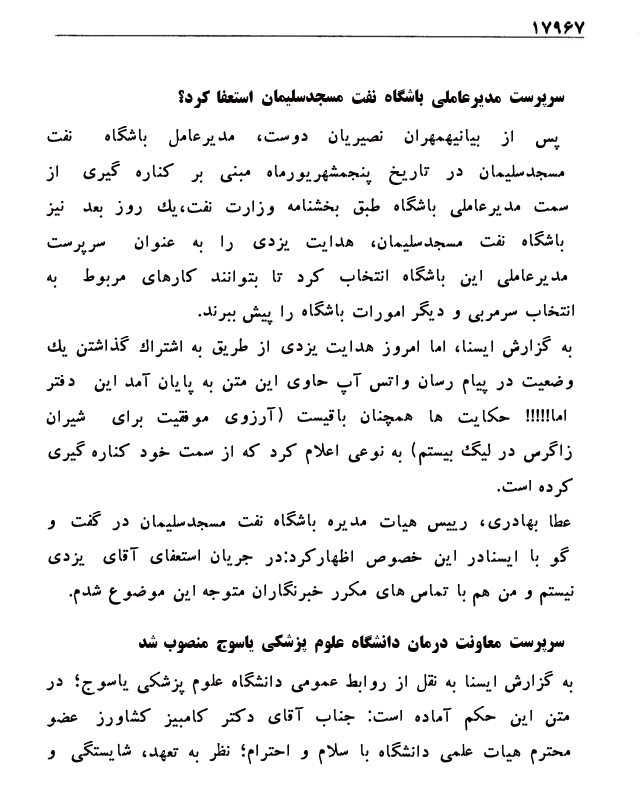 ۱۷۹۶۷
سرپرست مدیرعاملی باشگاه نفت مسجدسلیمان استعفا کرد؟
پس از بیانیهمهران نصیریان دوست، مدیرعامل باشگاه نفت
مسجدسلیمان در تاریخ پنجمشهریورماه مبنی بر کناره گیری از
سمت مدیرعاملی باشگاه طبق بخشنامه وزارت نفت،یك روز بعد نیز
باشگاه نفت مسجدسلیمان، هدایت یزدی را به عنوان سرپرست
مدیرعاملی این باشگاه انتخاب کرد تا بتوانند کارهای مربوط به
انتخاب سرمربی و دیگر امورات باشگاه را پیش ببرند.
به گزارش ایسنا، اما امروز هدایت یزدی از طریق به اشتراك گذاشتن یك
وضعیت در پیام رسان واتس آپ حاوی این متن به پایان آمد این دفتر
اما!!!!! حکایت ها همچنان باقیست (آرزوی موفقیت برای شیران
زاگرس در لیگ بیستم) به نوعی اعلام کرد که از سمت خود کناره گیری
کرده است.
عطا بهادری، رییس هیات مدیره باشگاه نفت مسجدسلیمان در گفت و
گو با ایسنادر این خصوص اظهارکرد:در جریان استعفای آقای یزدی
نیستم و من هم با تماس های مکرر خبرنگاران متوجه این موضوع شدم.
سرپرست معاونت درمان دانشگاه علوم پزشکی یاسوج منصوب شد
به گزارش ایسنا به نقل از روابط عمومی دانشگاه علوم پزشکی یاسوج؛ در
متن این حکم آماده است: جناب آقای دکتر کامبیز کشاورز عضو
محترم هیات علمی دانشگاه با سلام و احترام؛ نظر به تعهد، شایستگی و